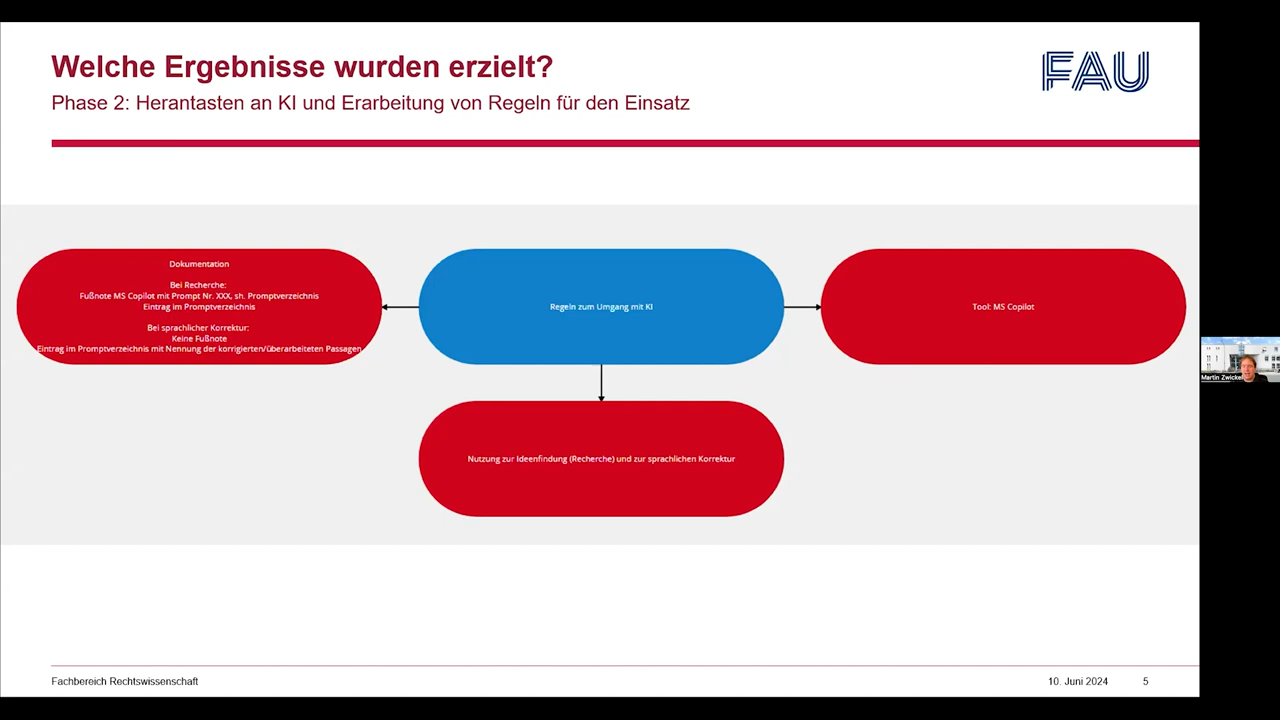 Welche Ergebnisse wurden erzielt?
Phase 2: Herantasten an KI und Erarbeitung von Regeln für den Einsatz
FAU
Dokumentation
Bei Recherche:
Fußnote MS Copilot mit Prompt Nr. XXX, sh. Promptverzeichnis
Eintrag im Promptverzeichnis
Bei sprachlicher Korrektur:
Keine Fußnote
Eintrag im Promptverzeichnis mit Nennung der korrigierten/überarbeiteten Passagen
Regeln zum Umgang mit KI
Tool: MS Copilot
Nutzung zur Ideenfindung (Recherche) und zur sprachlichen Korrektur
Martin Zwickel
Fachbereich Rechtswissenschaft
10. Juni 2024
5